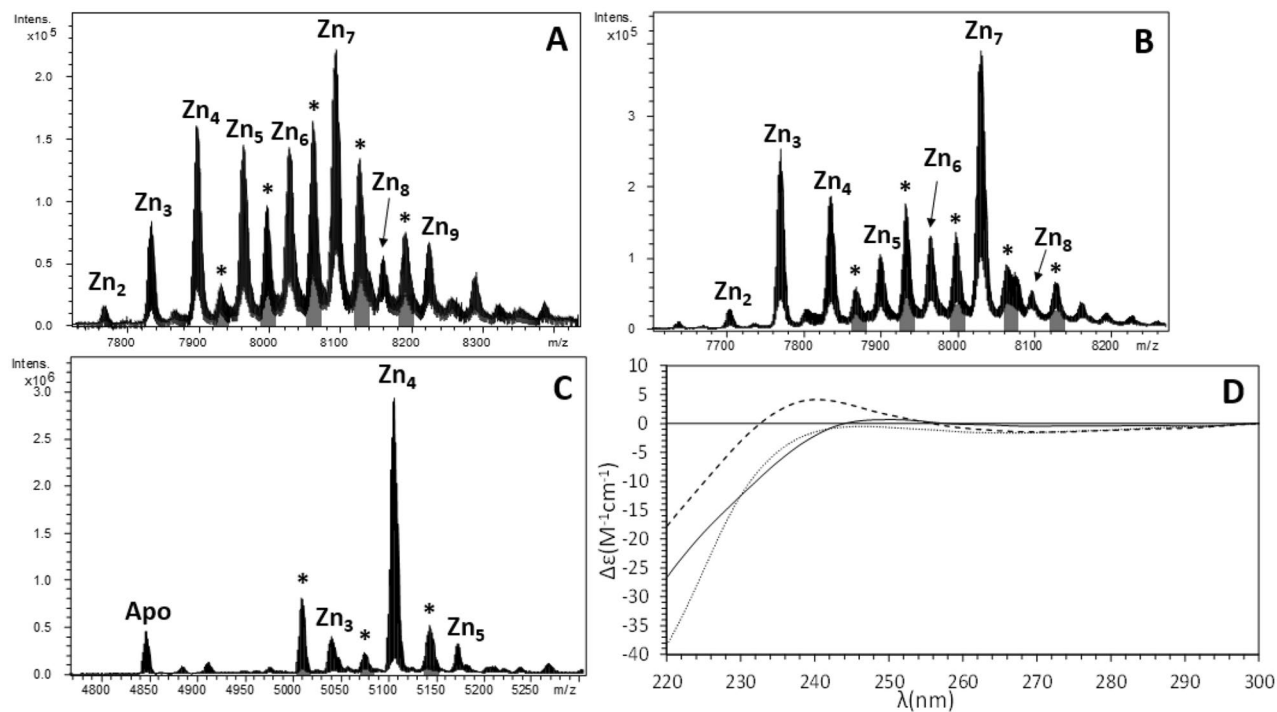 Intens.
x10⁵
A
2.0
1.5
1.0
0.5
0.0
Zn₂
Zn₃
Zn₄
*
Zn₅
*
Zn₆
*
Zn₇
*
Zn₈
*
Zn₉
7800
7900
8000
8100
8200
8300
m/z
Intens.
x10⁵
B
3
2
1
0
Zn₂
Zn₃
Zn₄
*
Zn₅
*
Zn₆
*
Zn₇
*
Zn₈
*
7700
7800
7900
8000
8100
8200
m/z
Intens.
x10⁶
C
3.0
2.5
2.0
1.5
1.0
0.5
0.0
Apo
*
Zn₃
*
Zn₄
*
Zn₅
4800
4850
4900
4950
5000
5050
5100
5150
5200
5250
m/z
D
10
5
0
-5
-10
-15
-20
-25
-30
-35
-40
Δε(M⁻¹cm⁻¹)
220
230
240
250
260
270
280
290
300
λ(nm)